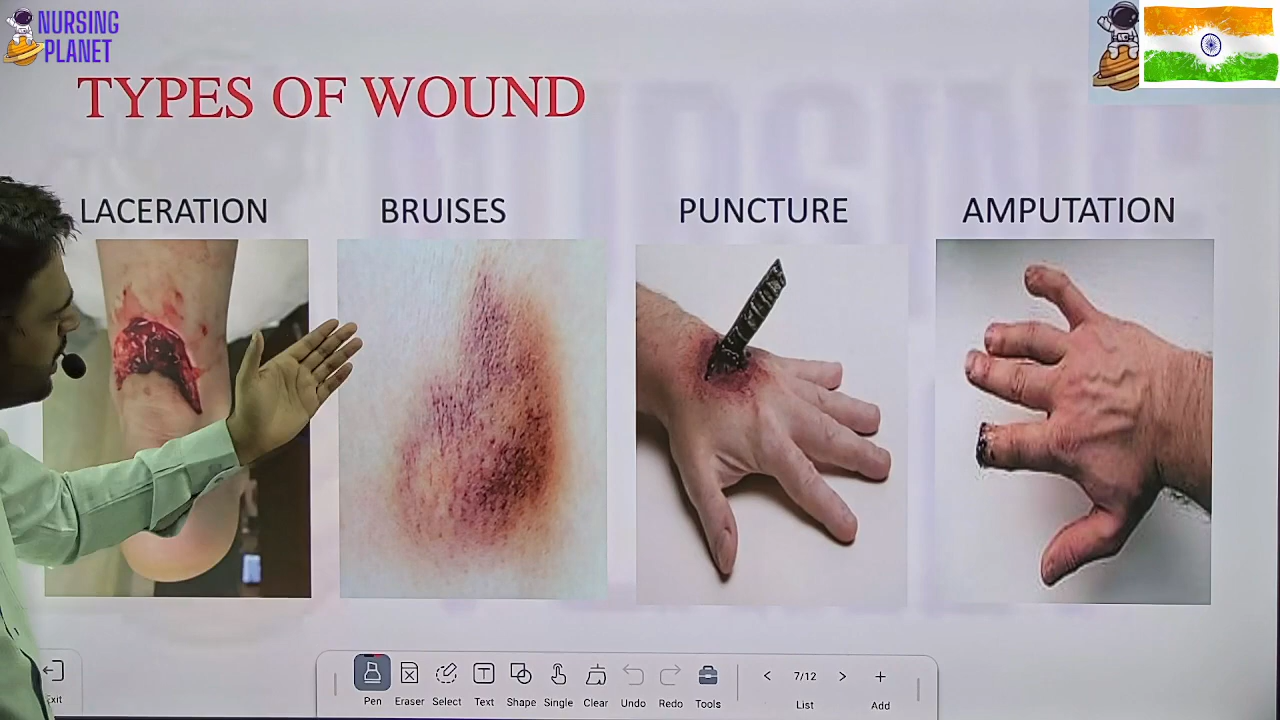 NURSING
PLANET
TYPES OF WOUND
LACERATION BRUISES PUNCTURE AMPUTATION
Pen Eraser Select Text Shape Single Clear Undo Redo Tools
7/12
List Add